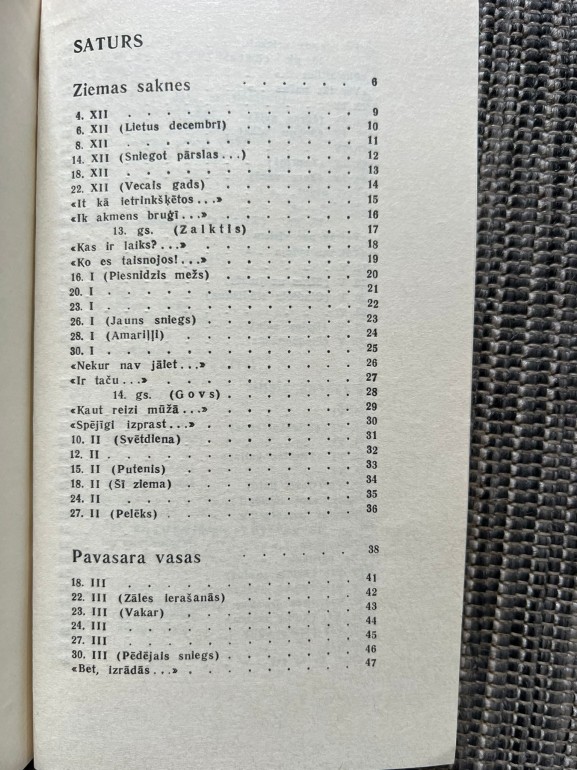 SATURS
Ziemas saknes . . . . . . 6
4. XII . . . . . . . . . . 9
6. XII (Lietus decembrī) . . . . . . 10
8. XII . . . . . . . . . . 11
14. XII (Sniegot pārslas...) . . . . . 12
18. XII . . . . . . . . . . 13
22. XII (Vecais gads) . . . . . . . 14
«It kā ietrinkšķētos...» . . . . . . 15
«Ik akmens bruģī...» . . . . . . . 16
13. gs. (Zalktis) . . . . . . 17
«Kas ir laiks?...» . . . . . . . 18
«Ko es taisnojos!...» . . . . . . . 19
16. I (Piesnidzis mežs) . . . . . . . 20
20. I . . . . . . . . . . . 21
23. I . . . . . . . . . . . 22
26. I (Jauns sniegs) . . . . . . . 23
28. I (Amariļļi) . . . . . . . . 24
30. I . . . . . . . . . . . 25
«Nekur nav jāiet...» . . . . . . . 26
«Ir taču...» . . . . . . . . . 27
14. gs. (Govs) . . . . . . . 28
«Kaut reizi mūžā...» . . . . . . . 29
«Spējīgi izprast...» . . . . . . . 30
10. II (Svētdiena) . . . . . . . . 31
12. II . . . . . . . . . . . 32
15. II (Putenis) . . . . . . . . 33
18. II (Šī ziema) . . . . . . . . 34
24. II . . . . . . . . . . 35
27. II (Pelēks) . . . . . . . . . 36
Pavasara vasas . . . . . . 38
18. III . . . . . . . . . . 41
22. III (Zāles ierašanās) . . . . . . 42
23. III (Vakar) . . . . . . . . 43
24. III . . . . . . . . . . 44
27. III . . . . . . . . . . 45
30. III (Pēdējais sniegs) . . . . . . 46
«Bet, izrādās...» . . . . . . . . 47